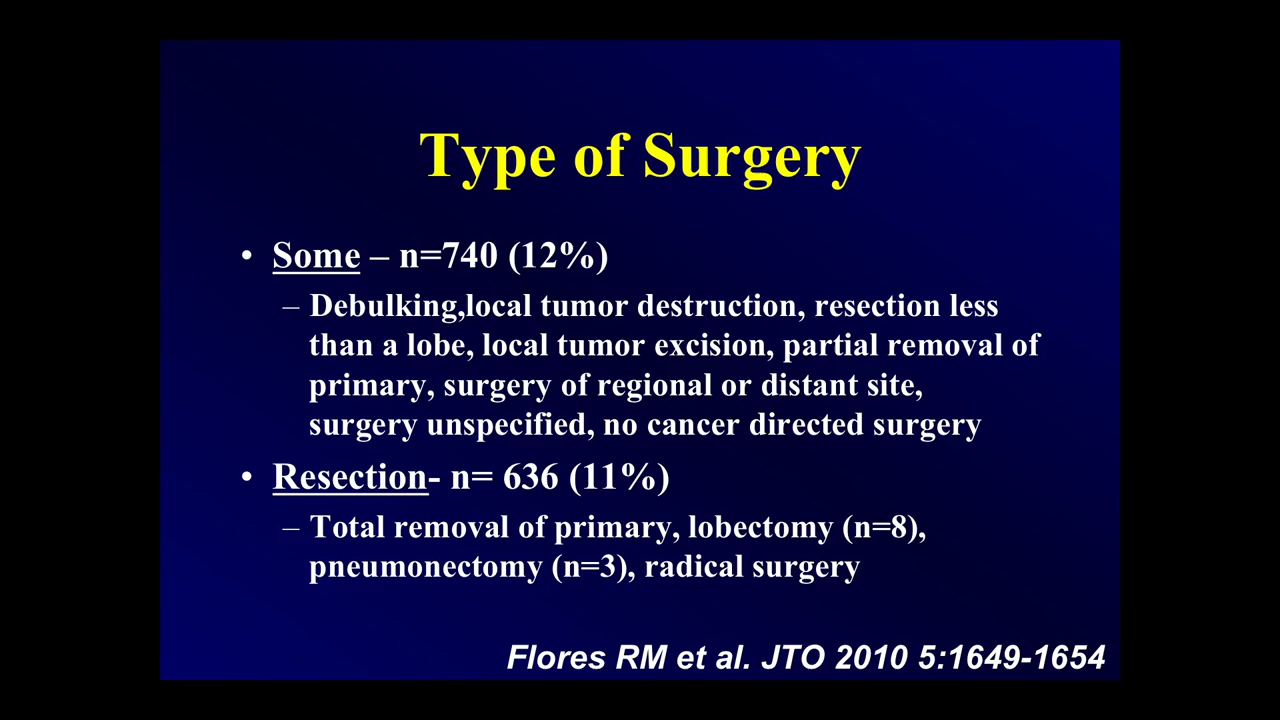 Type of Surgery
• Some – n=740 (12%)
– Debulking,local tumor destruction, resection less
than a lobe, local tumor excision, partial removal of
primary, surgery of regional or distant site,
surgery unspecified, no cancer directed surgery
• Resection- n= 636 (11%)
– Total removal of primary, lobectomy (n=8),
pneumonectomy (n=3), radical surgery
Flores RM et al. JTO 2010 5:1649-1654